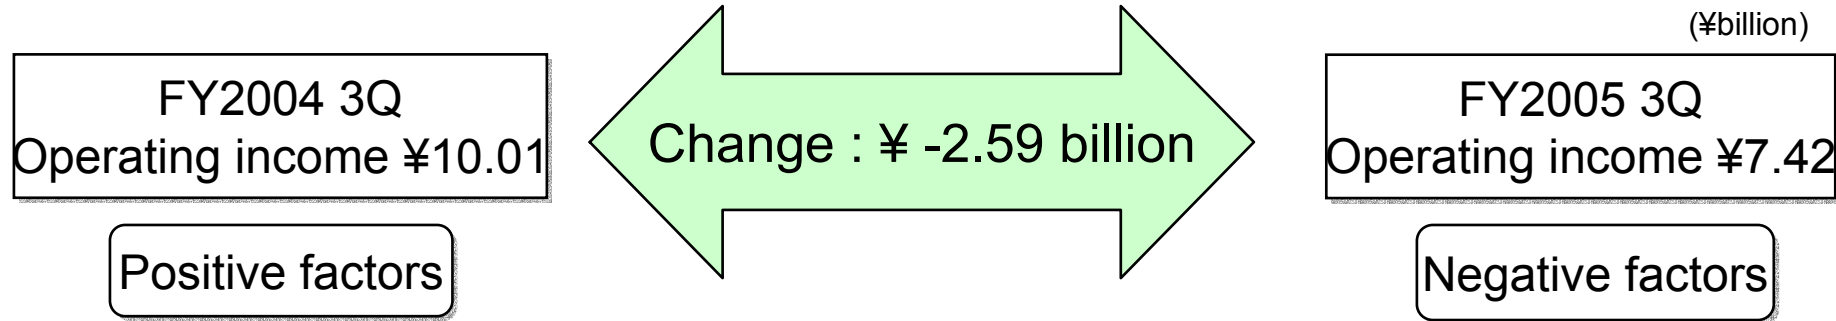 (¥billion)
FY2004 3Q
Operating income ¥10.01
Change : ¥ -2.59 billion
FY2005 3Q
Operating income ¥7.42
Positive factors
Negative factors